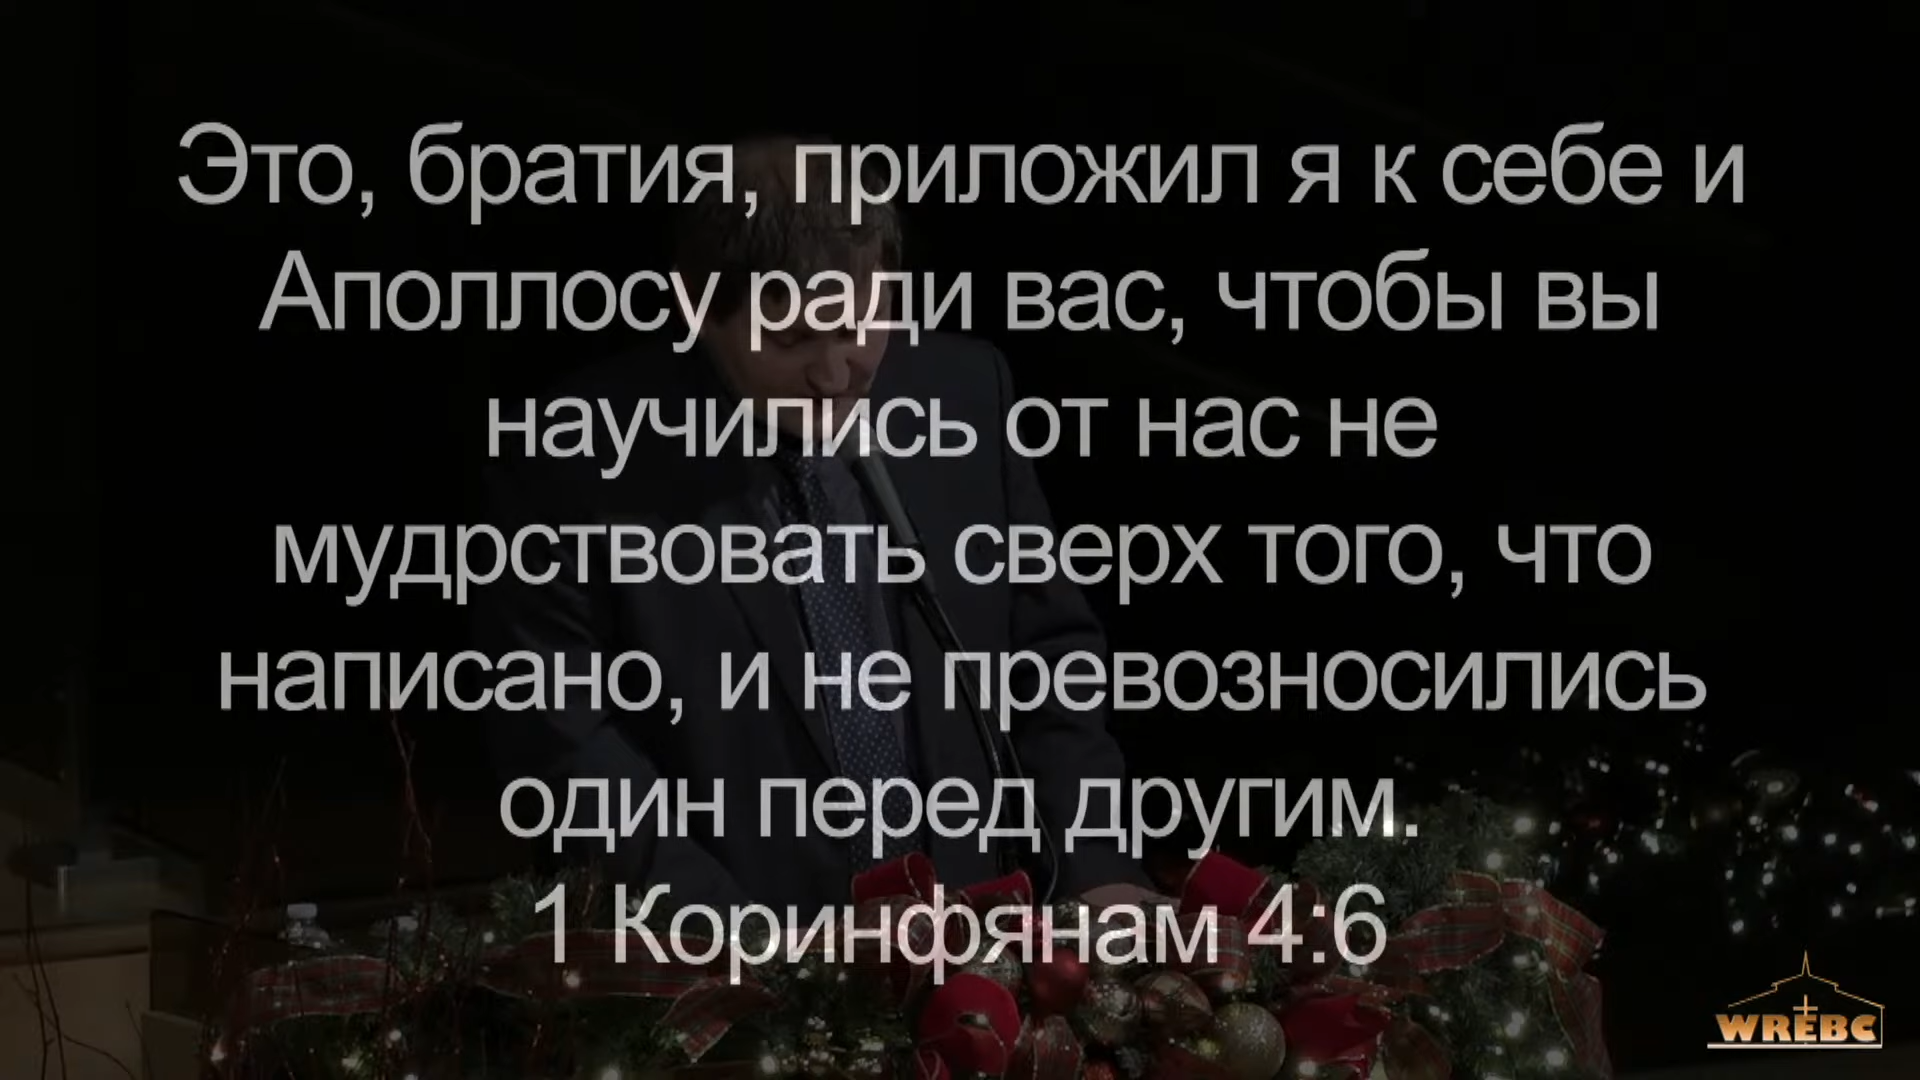 Это, братия, приложил я к себе и
Аполлосу ради вас, чтобы вы
научились от нас не
мудрствовать сверх того, что
написано, и не превозносились
один перед другим.
1 Коринфянам 4:6
WREBC